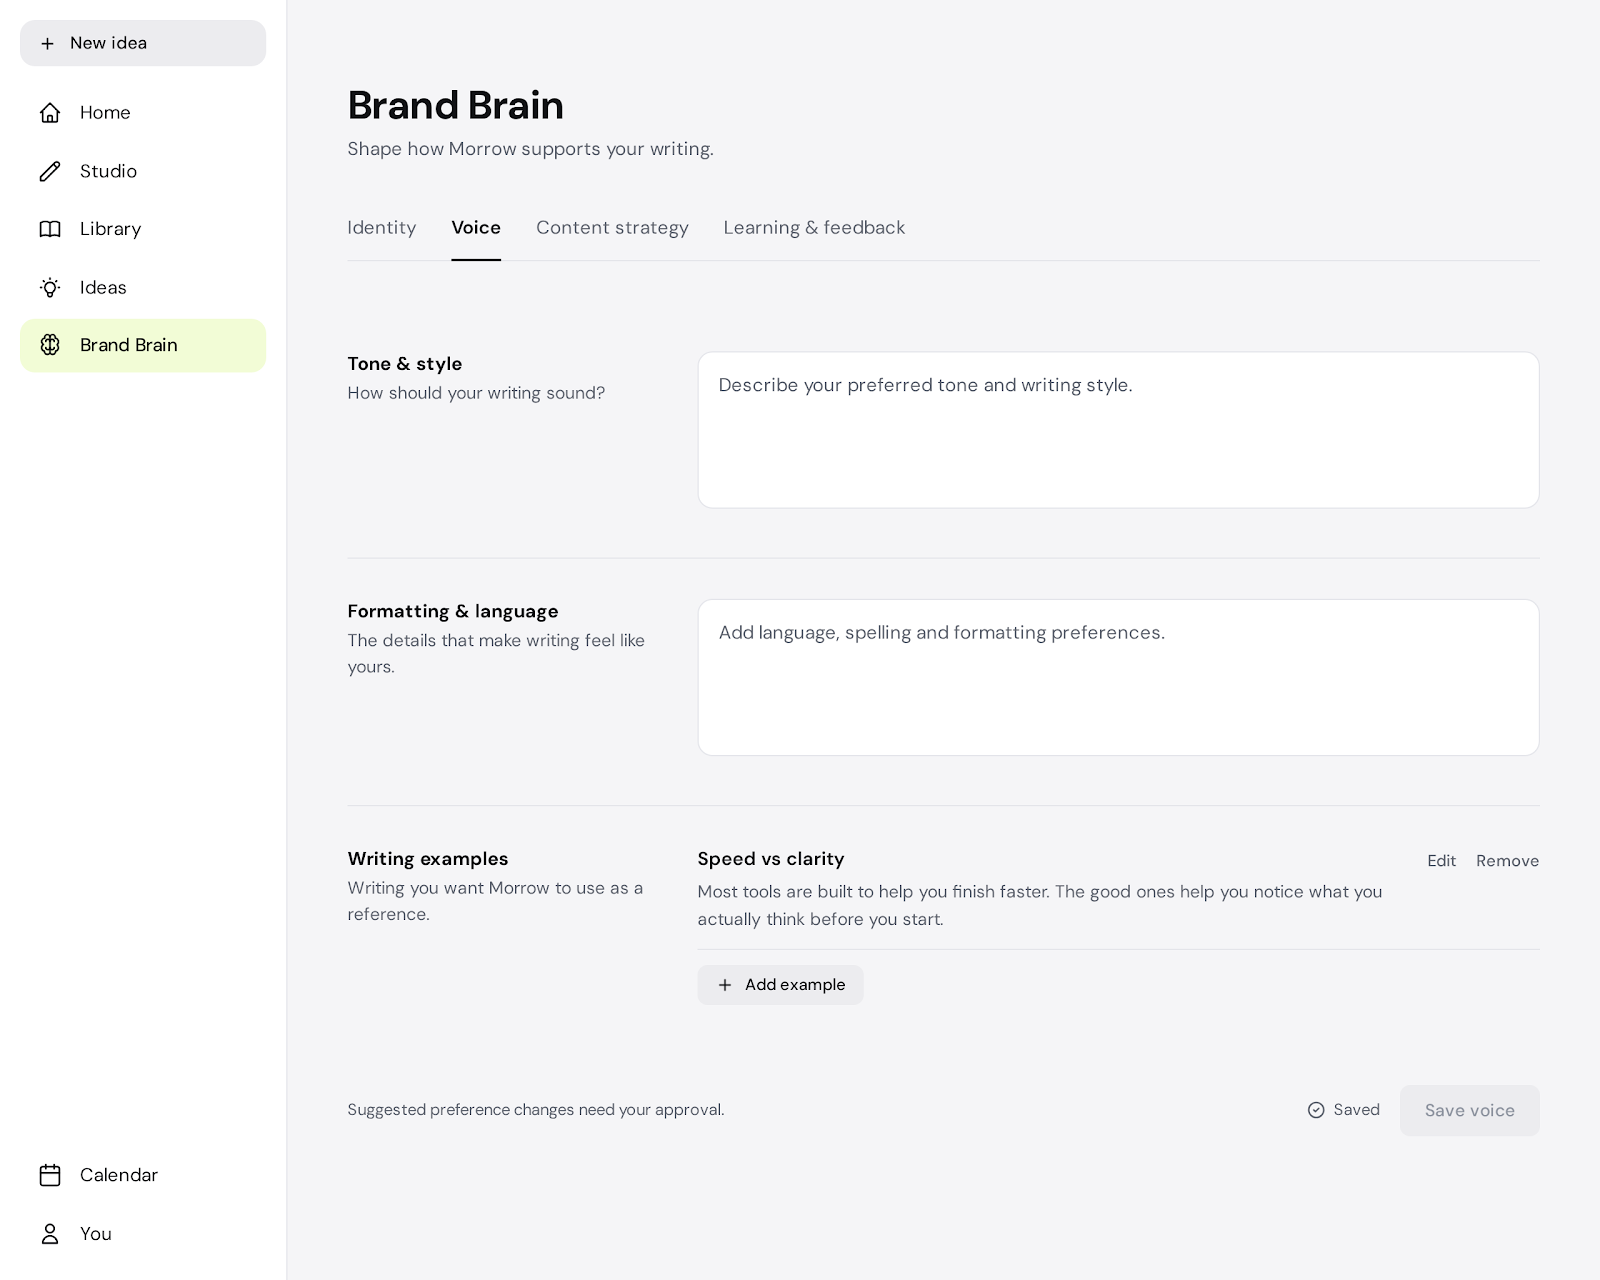 New idea
Home
Studio
Library
Ideas
Brand Brain
Calendar
You
Brand Brain
Shape how Morrow supports your writing.
Identity Voice Content strategy Learning & feedback
Tone & style
How should your writing sound?
Describe your preferred tone and writing style.
Formatting & language
The details that make writing feel like
yours.
Add language, spelling and formatting preferences.
Writing examples
Writing you want Morrow to use as a
reference.
Speed vs clarity
Edit Remove
Most tools are built to help you finish faster. The good ones help you notice what you
actually think before you start.
Add example
Suggested preference changes need your approval.
Saved
Save voice